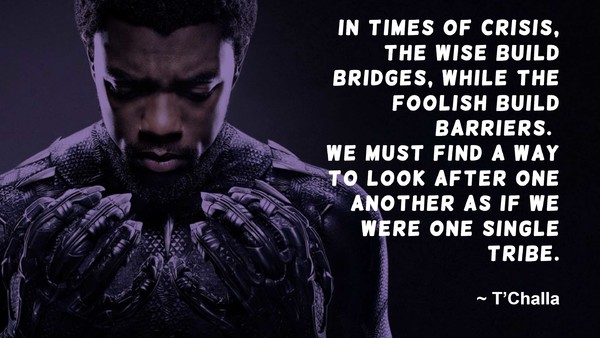 IN TIMES OF CRISIS,
THE WISE BUILD
BRIDGES, WHILE THE
FOOLISH BUILD
BARRIERS.
WE MUST FIND A WAY
TO LOOK AFTER ONE
ANOTHER AS IF WE
WERE ONE SINGLE
TRIBE.
~ T'Challa